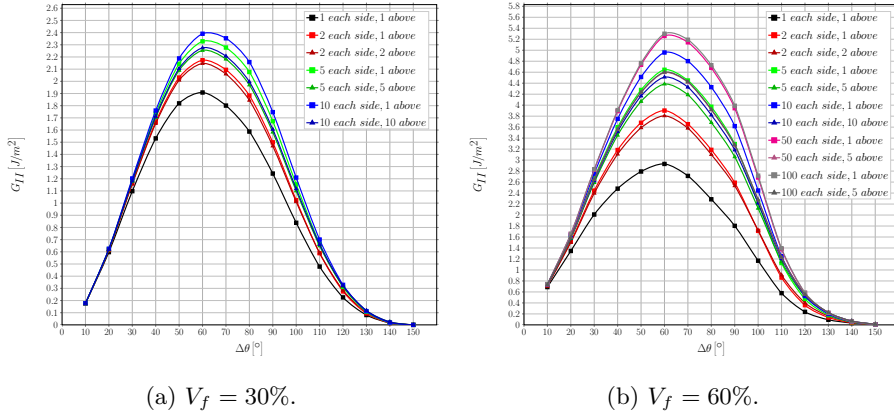 2.6
2.5
2.4
2.3
2.2
2.1
2
1.9
1.8
1.7
1.6
1.5
1.4
1.3
1.2
1.1
1
0.9
0.8
0.7
0.6
0.5
0.4
0.3
0.2
0.1
0
G_{II} [J/m²]
10 20 30 40 50 60 70 80 90 100 110 120 130 140 150
Δθ [°]
1 each side, 1 above
2 each side, 1 above
2 each side, 2 above
5 each side, 1 above
5 each side, 5 above
10 each side, 1 above
10 each side, 10 above
(a) V_f = 30%.
5.8
5.6
5.4
5.2
5
4.8
4.6
4.4
4.2
4
3.8
3.6
3.4
3.2
3
2.8
2.6
2.4
2.2
2
1.8
1.6
1.4
1.2
1
0.8
0.6
0.4
0.2
0
G_{II} [J/m²]
10 20 30 40 50 60 70 80 90 100 110 120 130 140 150
Δθ [°]
1 each side, 1 above
2 each side, 1 above
2 each side, 2 above
5 each side, 1 above
5 each side, 5 above
10 each side, 1 above
10 each side, 10 above
50 each side, 1 above
50 each side, 5 above
100 each side, 1 above
100 each side, 5 above
(b) V_f = 60%.